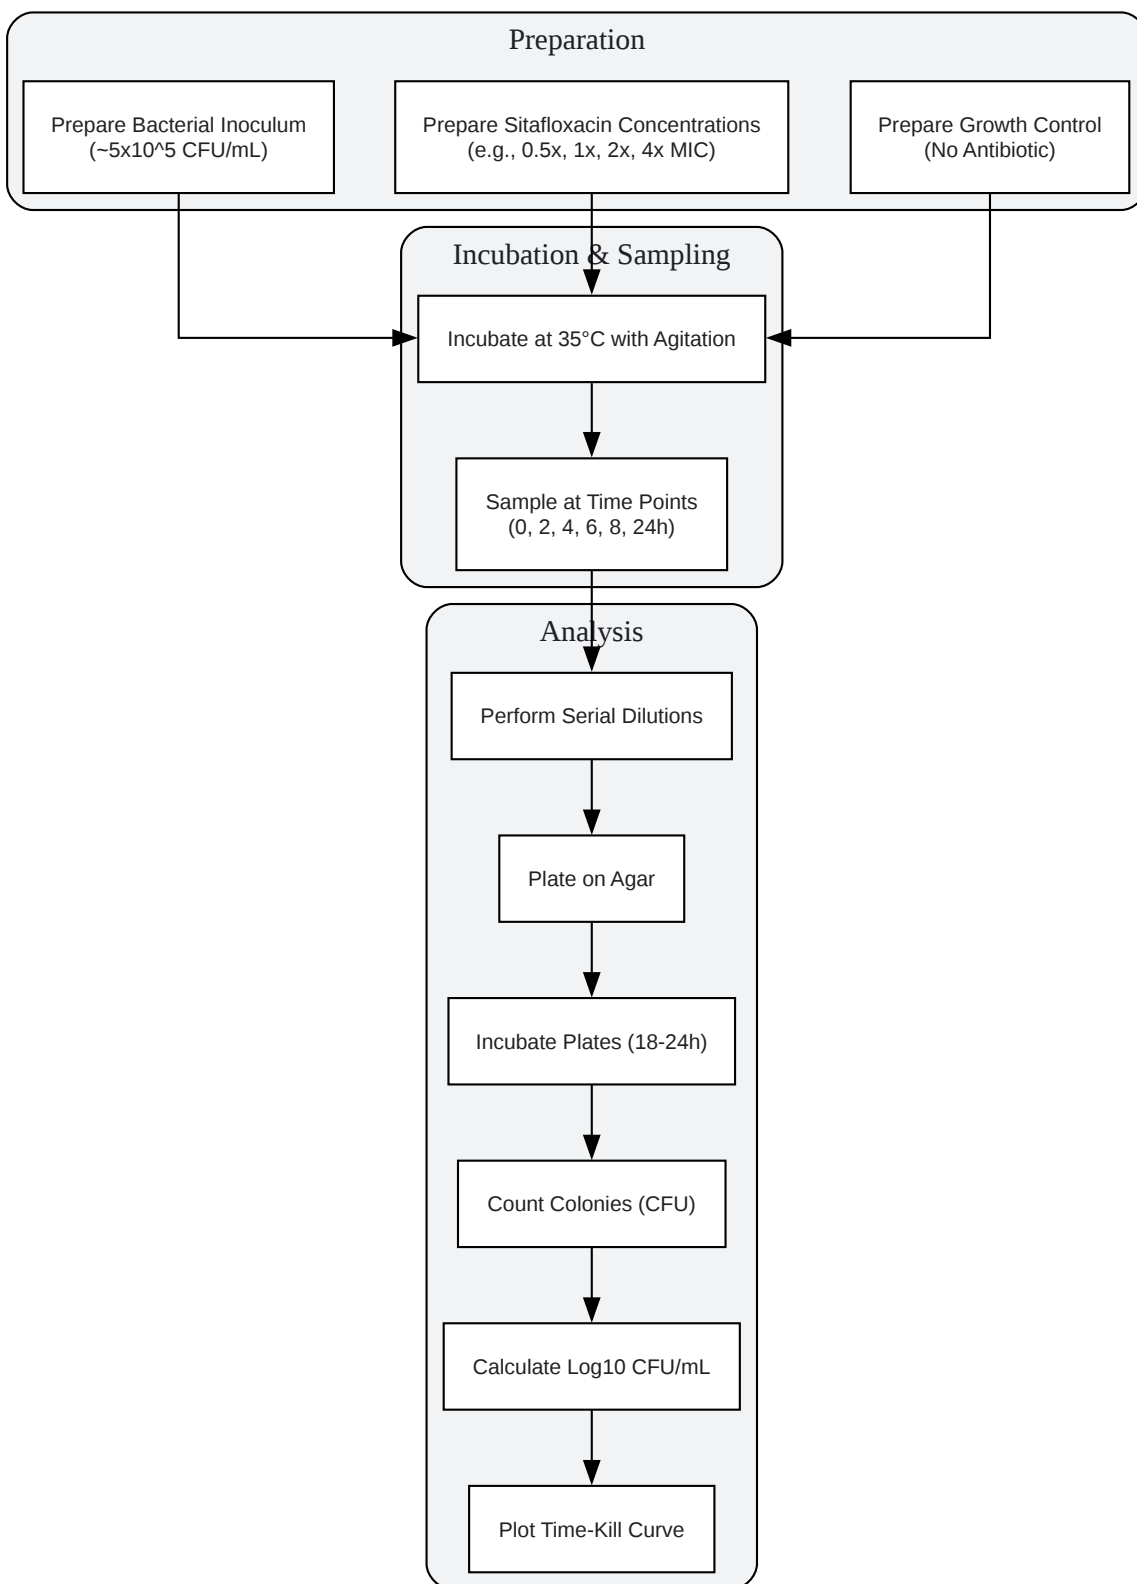 Preparation
Prepare Bacterial Inoculum
(~5x10^5 CFU/mL)
Prepare Sitafloxacin Concentrations
(e.g., 0.5x, 1x, 2x, 4x MIC)
Prepare Growth Control
(No Antibiotic)
Incubation & Sampling
Incubate at 35°C with Agitation
Sample at Time Points
(0, 2, 4, 6, 8, 24h)
Analysis
Perform Serial Dilutions
Plate on Agar
Incubate Plates (18-24h)
Count Colonies (CFU)
Calculate Log10 CFU/mL
Plot Time-Kill Curve